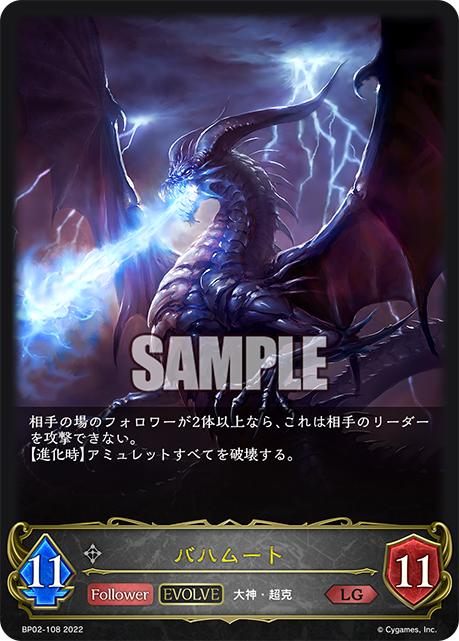 SAMPLE
相手の場のフォロワーが2体以上なら、これは相手のリーダー
を攻撃できない。
【進化時】アミュレットすべてを破壊する。
バハムート
11 Follower EVOLVE 大神・超克 LG 11
BP02-108 2022 © Cygames, Inc.